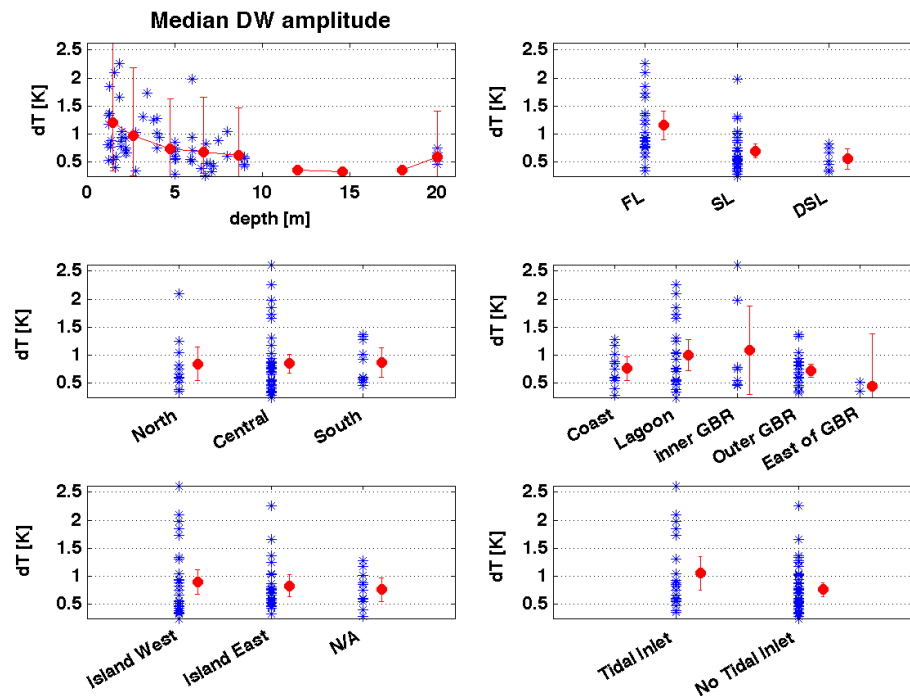 Median DW amplitude
2.5
2
1.5
1
0.5
dT [K]
0 5 10 15 20
depth [m]
2.5
2
1.5
1
0.5
dT [K]
FL SL DSL
2.5
2
1.5
1
0.5
dT [K]
North Central South
2.5
2
1.5
1
0.5
dT [K]
Coast Lagoon inner GBR Outer GBR East of GBR
2.5
2
1.5
1
0.5
dT [K]
Island West Island East N/A
2.5
2
1.5
1
0.5
dT [K]
Tidal Inlet No Tidal Inlet